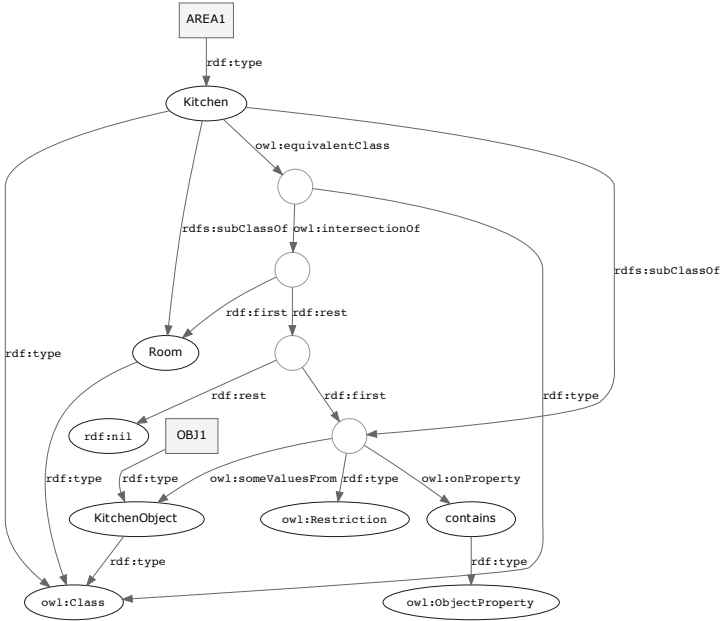 AREA1
rdf:type
Kitchen
owl:equivalentClass
rdfs:subClassOf owl:intersectionOf
rdfs:subClassOf
rdf:first rdf:rest
rdf:type
Room
rdf:rest
rdf:first
rdf:type
rdf:nil
OBJ1
rdf:type
rdf:type
owl:someValuesFrom rdf:type
owl:onProperty
KitchenObject
owl:Restriction
contains
rdf:type
rdf:type
owl:Class
owl:ObjectProperty